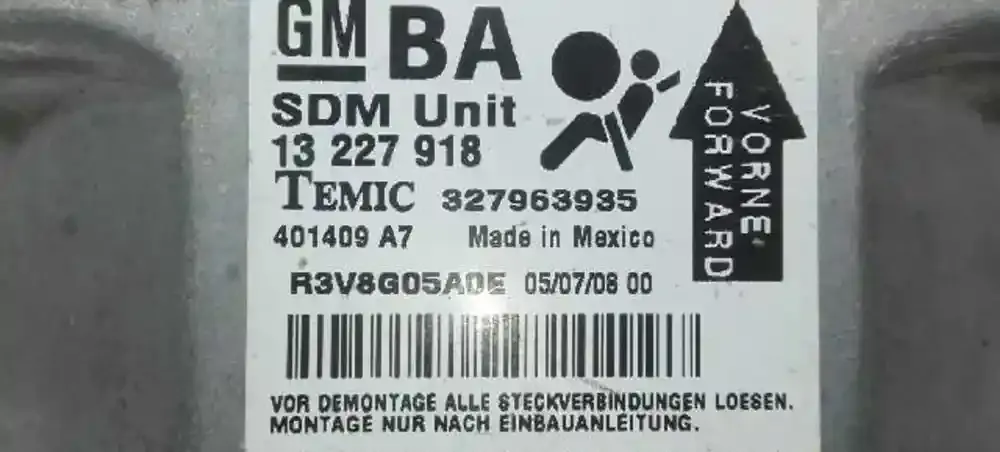 GM BA
SDM Unit
13 227 918
TEMIC 327963935
401409 A7 Made in Mexico
R3V8G05A0E 05/07/08 00
VOR DEMONTAGE ALLE STECKVERBINDUNGEN LOESEN.
MONTAGE NUR NACH EINBAUANLEITUNG.
VORNE
FORWARD